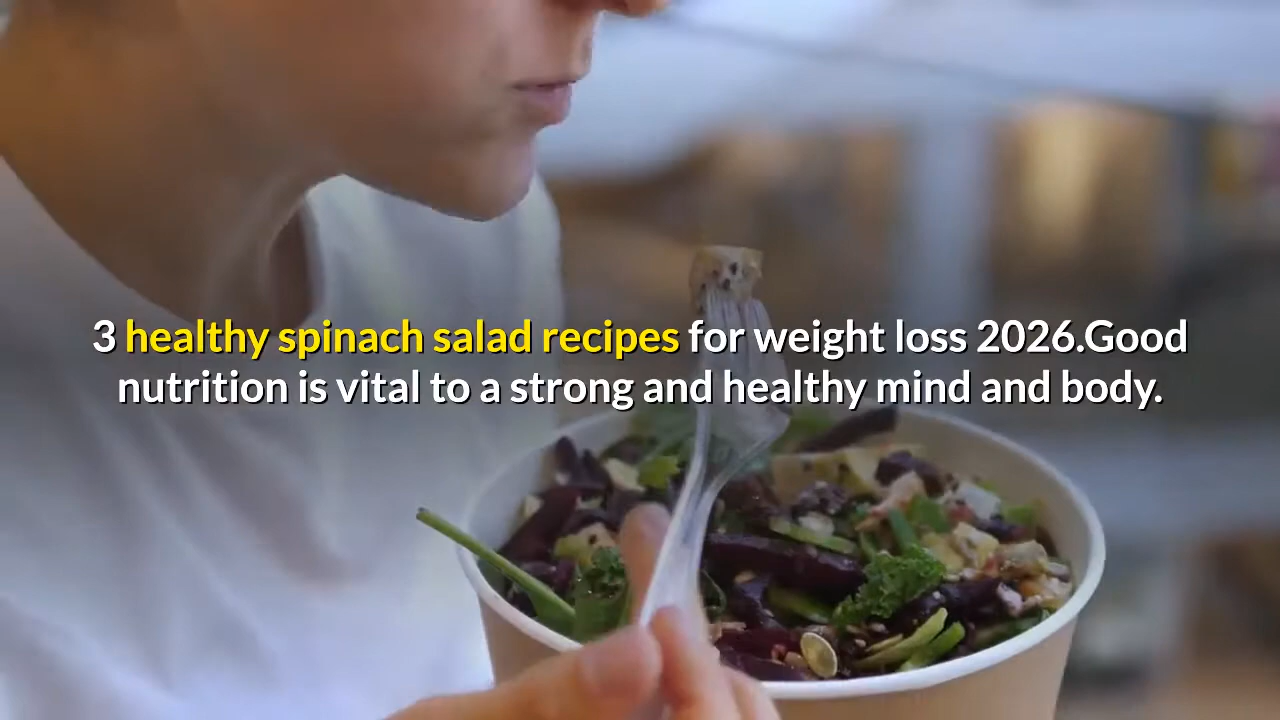 3 healthy spinach salad recipes for weight loss 2026.Good
nutrition is vital to a strong and healthy mind and body.